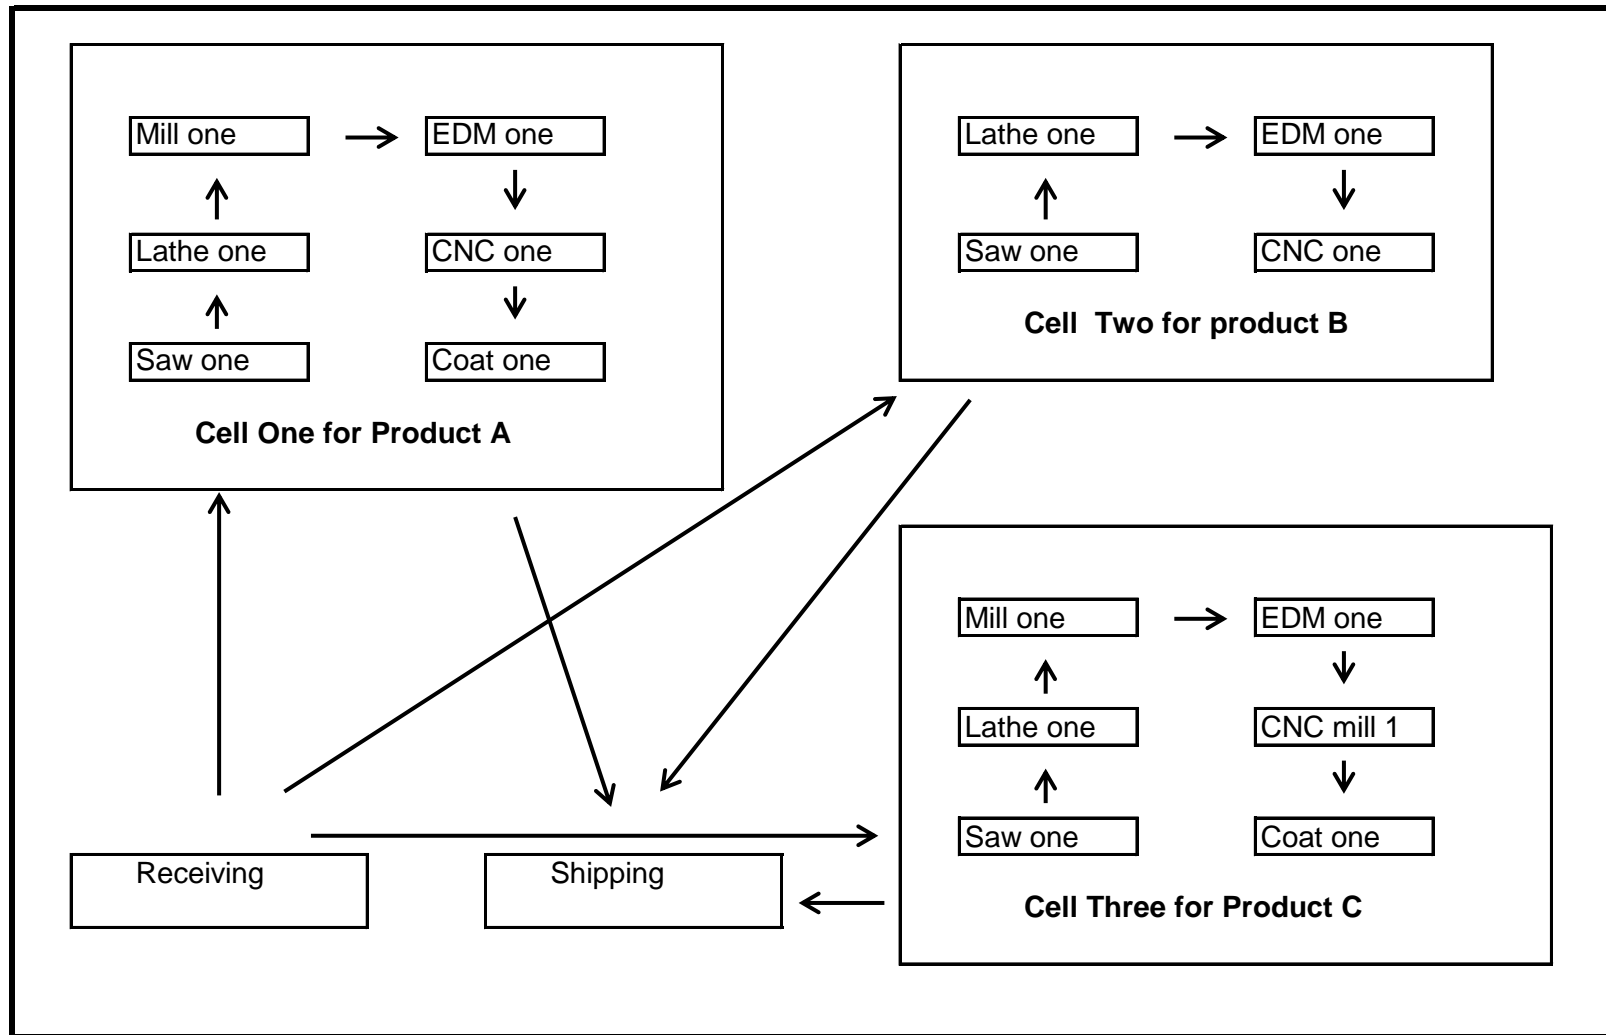 Mill one
EDM one
Lathe one
CNC one
Saw one
Coat one
Cell One for Product A
Lathe one
EDM one
Saw one
CNC one
Cell  Two for product B
Mill one
EDM one
Lathe one
CNC mill 1
Saw one
Coat one
Cell Three for Product C
Receiving
Shipping